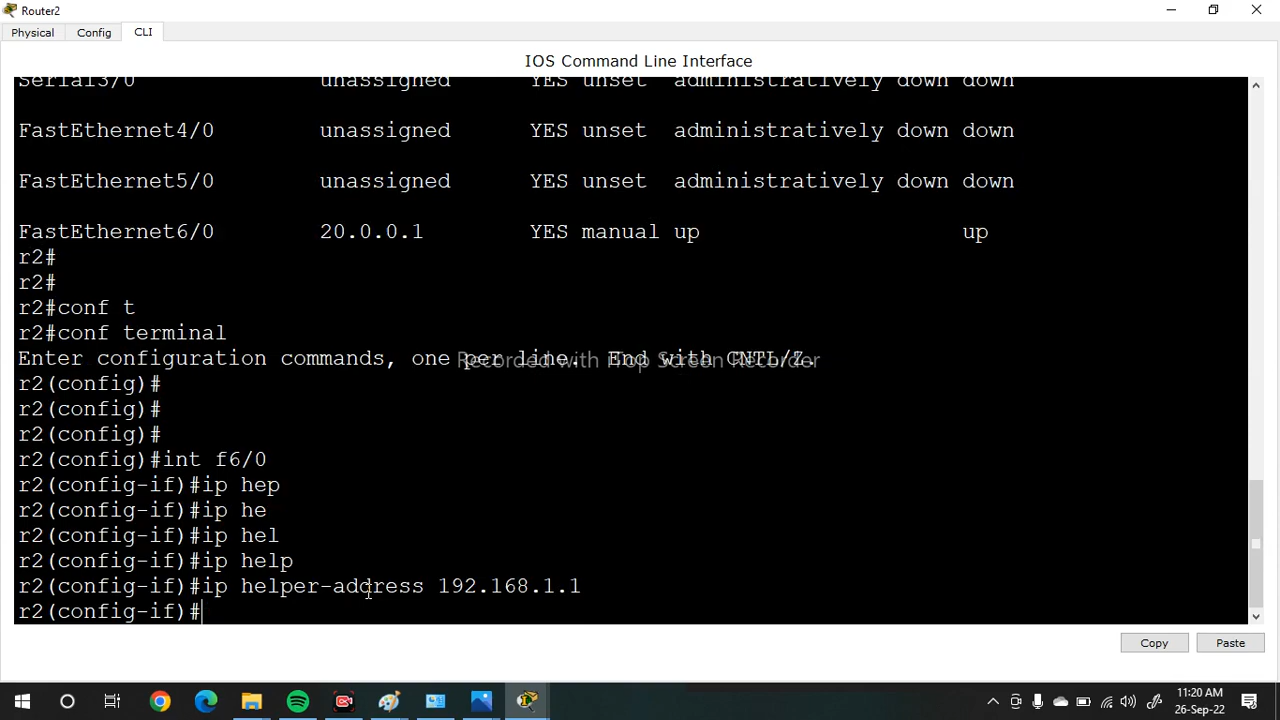 Router2
Physical Config CLI
IOS Command Line Interface
Serial3/0 unassigned YES unset administratively down down
FastEthernet4/0 unassigned YES unset administratively down down
FastEthernet5/0 unassigned YES unset administratively down down
FastEthernet6/0 20.0.0.1 YES manual up up
r2#
r2#
r2#conf t
r2#conf terminal
Enter configuration commands, one per line. End with CNTL/Z.
Recorded with iTop Screen Recorder
r2(config)#
r2(config)#
r2(config)#
r2(config)#int f6/0
r2(config-if)#ip hep
r2(config-if)#ip he
r2(config-if)#ip hel
r2(config-if)#ip help
r2(config-if)#ip helper-address 192.168.1.1
r2(config-if)#
Copy Paste
11:20 AM
26-Sep-22